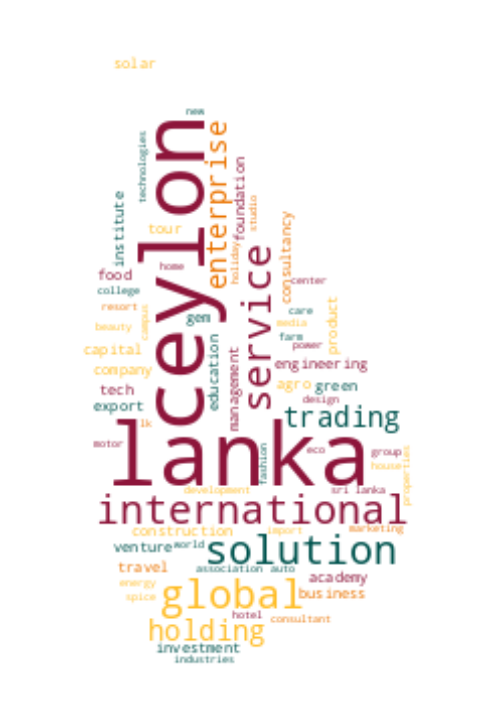 solar
new
ceylon
enterprise
technologies
foundation
institute
studio
tour
consultancy
service
holiday
home
food
college
center
resort
product
care
gem
campus
media
beauty
farm
education
power
capital
management
engineering
company
agro
green
tech
design
export
trading
lk
lanka
motor
fashion
eco
group
house
properties
development
sri lanka
international
construction
import
marketing
venture
world
solution
travel
association
auto
academy
energy
global
business
spice
hotel
consultant
holding
investment
industries